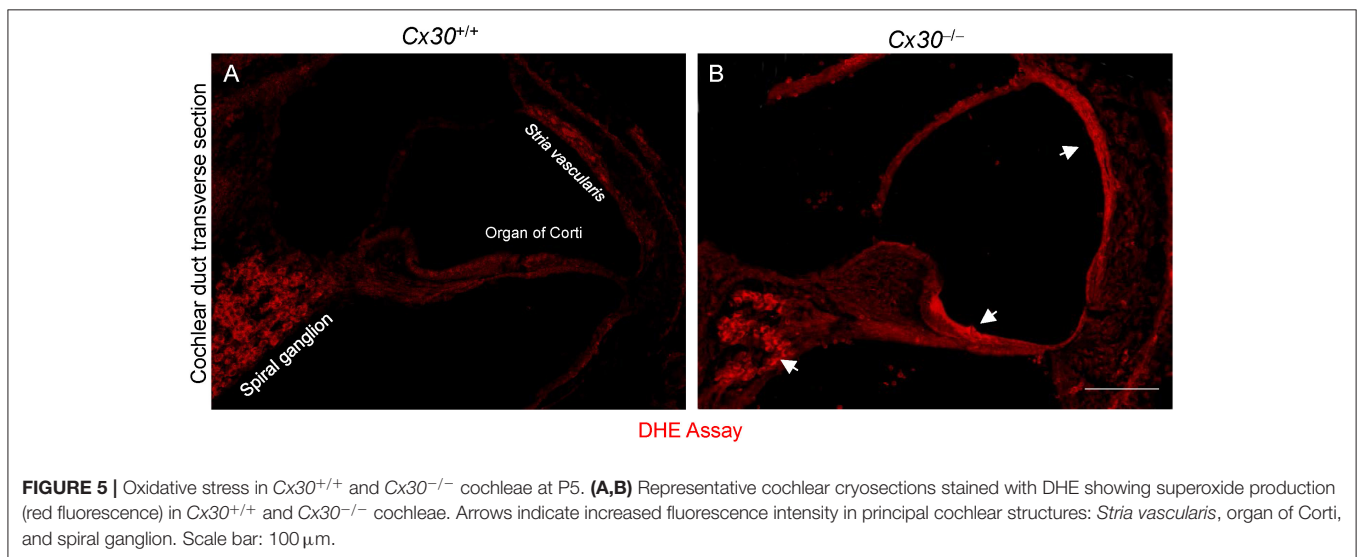 Cx30+/+
Cx30−/−
A
B
Cochlear duct transverse section
Stria vascularis
Organ of Corti
Spiral ganglion
DHE Assay
FIGURE 5 | Oxidative stress in Cx30+/+ and Cx30−/− cochleae at P5. (A,B) Representative cochlear cryosections stained with DHE showing superoxide production
(red fluorescence) in Cx30+/+ and Cx30−/− cochleae. Arrows indicate increased fluorescence intensity in principal cochlear structures: Stria vascularis, organ of Corti,
and spiral ganglion. Scale bar: 100 μm.